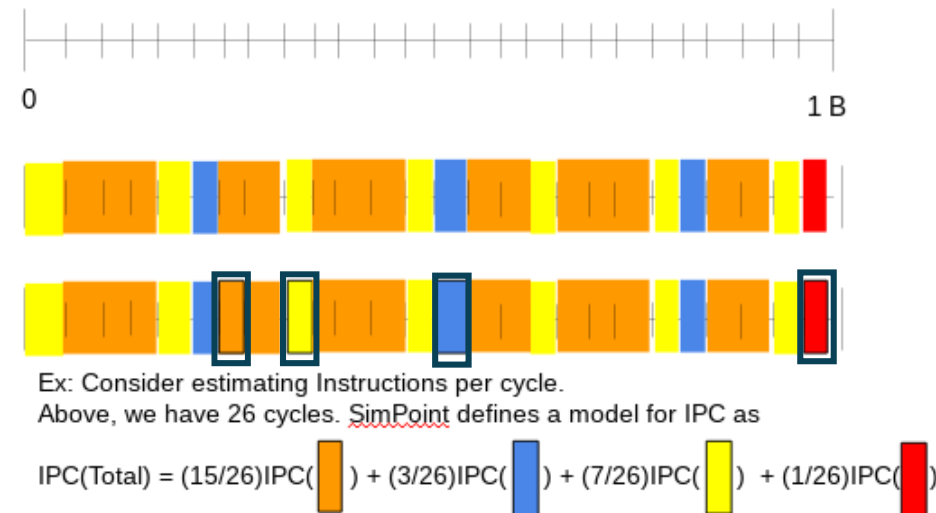 0
1 B
Ex: Consider estimating Instructions per cycle.
Above, we have 26 cycles. SimPoint defines a model for IPC as
IPC(Total) = (15/26)IPC( ) + (3/26)IPC( ) + (7/26)IPC( ) + (1/26)IPC( )